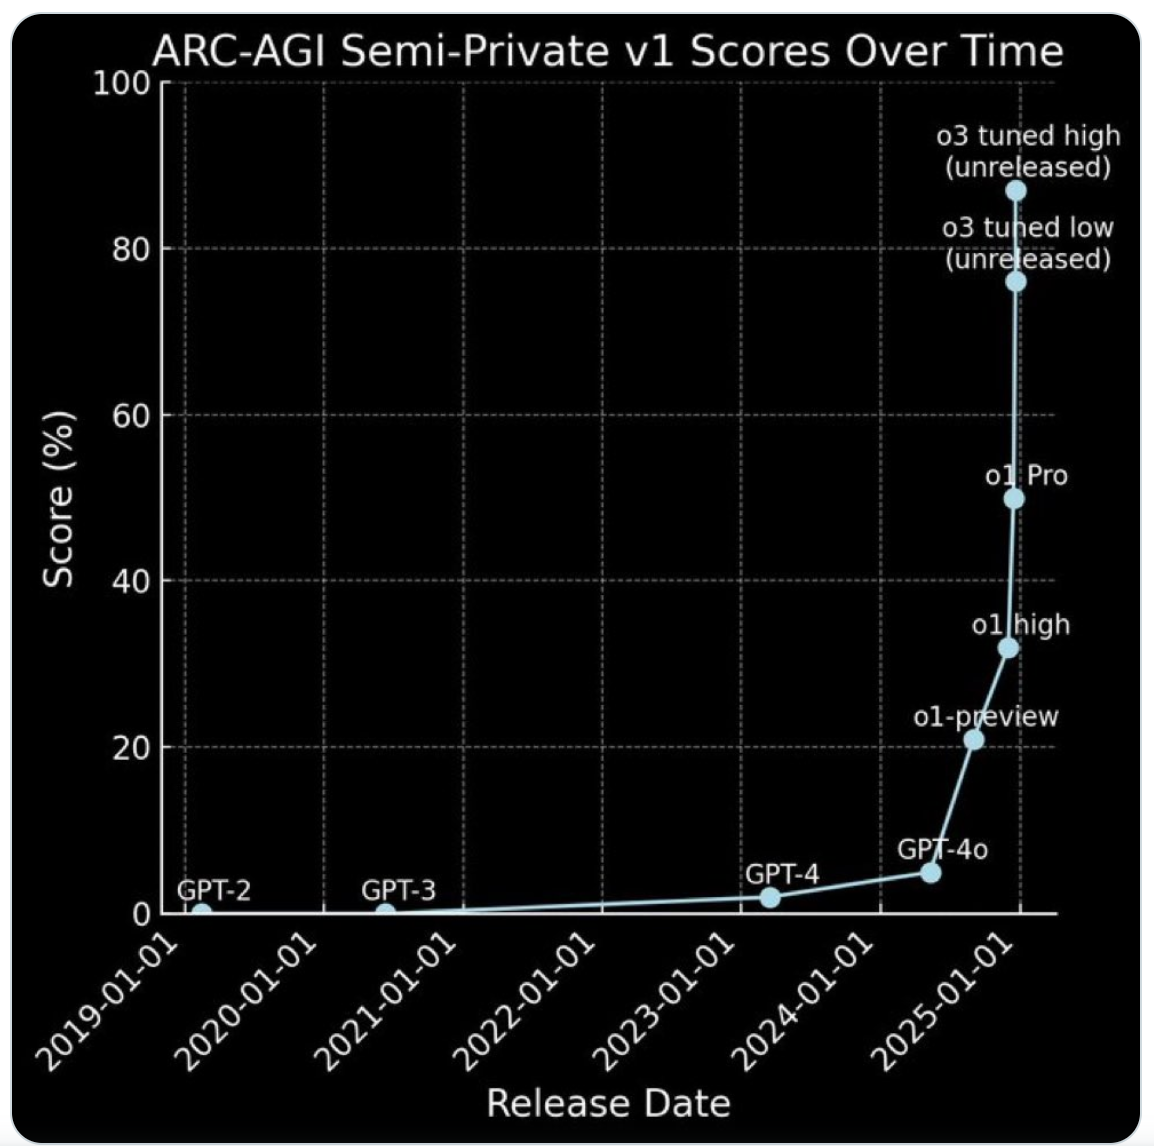 ARC-AGI Semi-Private v1 Scores Over Time
100
80
60
40
20
0
Score (%)
o3 tuned high
(unreleased)
o3 tuned low
(unreleased)
o1 Pro
o1 high
o1-preview
GPT-4o
GPT-4
GPT-3
GPT-2
2019-01-01
2020-01-01
2021-01-01
2022-01-01
2023-01-01
2024-01-01
2025-01-01
Release Date